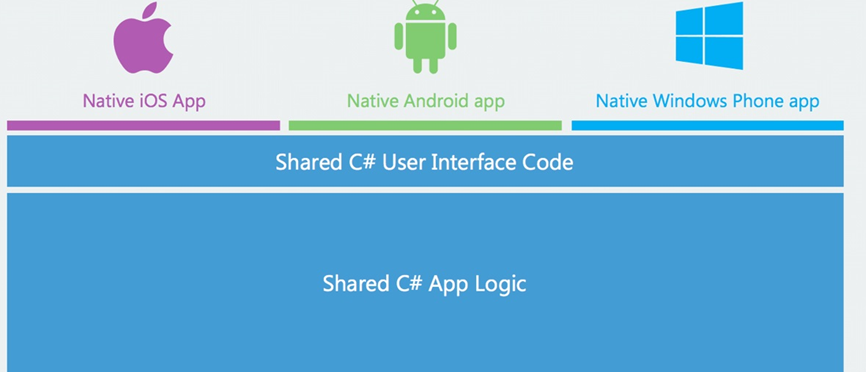 Native iOS App
Native Android app
Native Windows Phone app
Shared C# User Interface Code
Shared C# App Logic